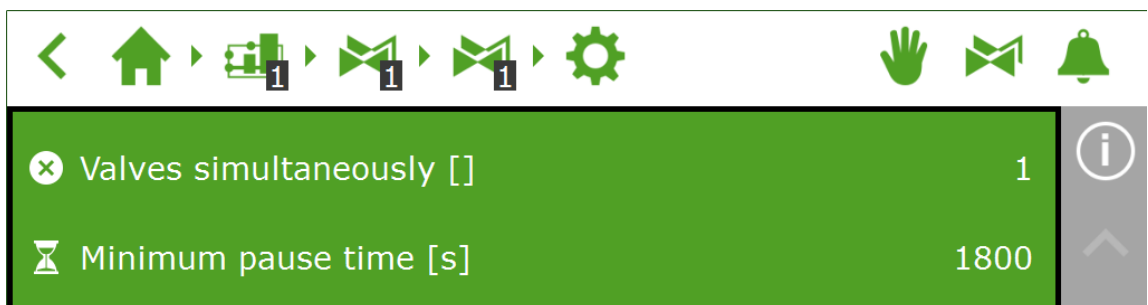 1 1 1
Valves simultaneously [] 1
Minimum pause time [s] 1800